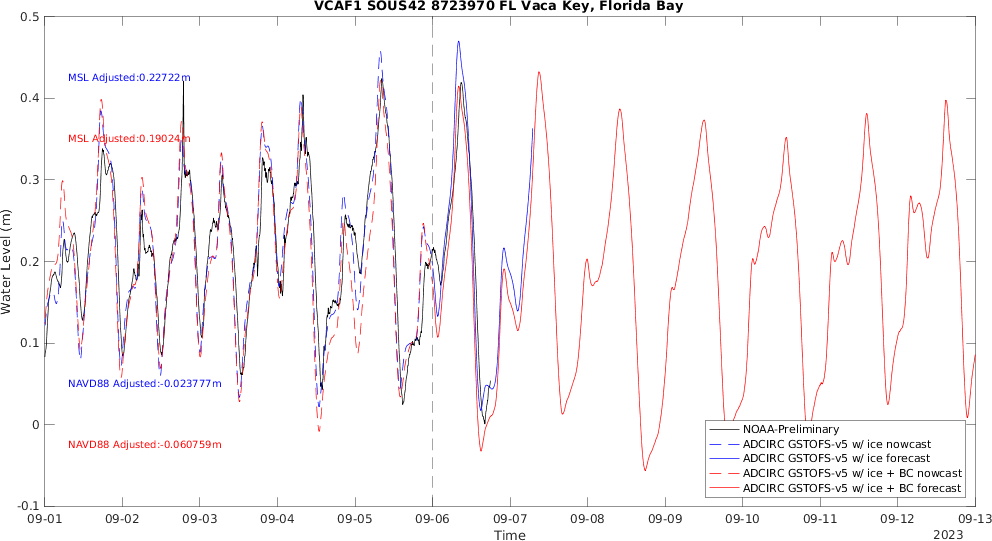 VCAF1 SOUS42 8723970 FL Vaca Key, Florida Bay
0.5
0.4
0.3
0.2
0.1
0
-0.1
Water Level (m)
MSL Adjusted:0.22722m
MSL Adjusted:0.19024m
NAVD88 Adjusted:-0.023777m
NAVD88 Adjusted:-0.060759m
NOAA-Preliminary
ADCIRC GSTOFS-v5 w/ ice nowcast
ADCIRC GSTOFS-v5 w/ ice forecast
ADCIRC GSTOFS-v5 w/ ice + BC nowcast
ADCIRC GSTOFS-v5 w/ ice + BC forecast
09-01 09-02 09-03 09-04 09-05 09-06 09-07 09-08 09-09 09-10 09-11 09-12 09-13
Time
2023